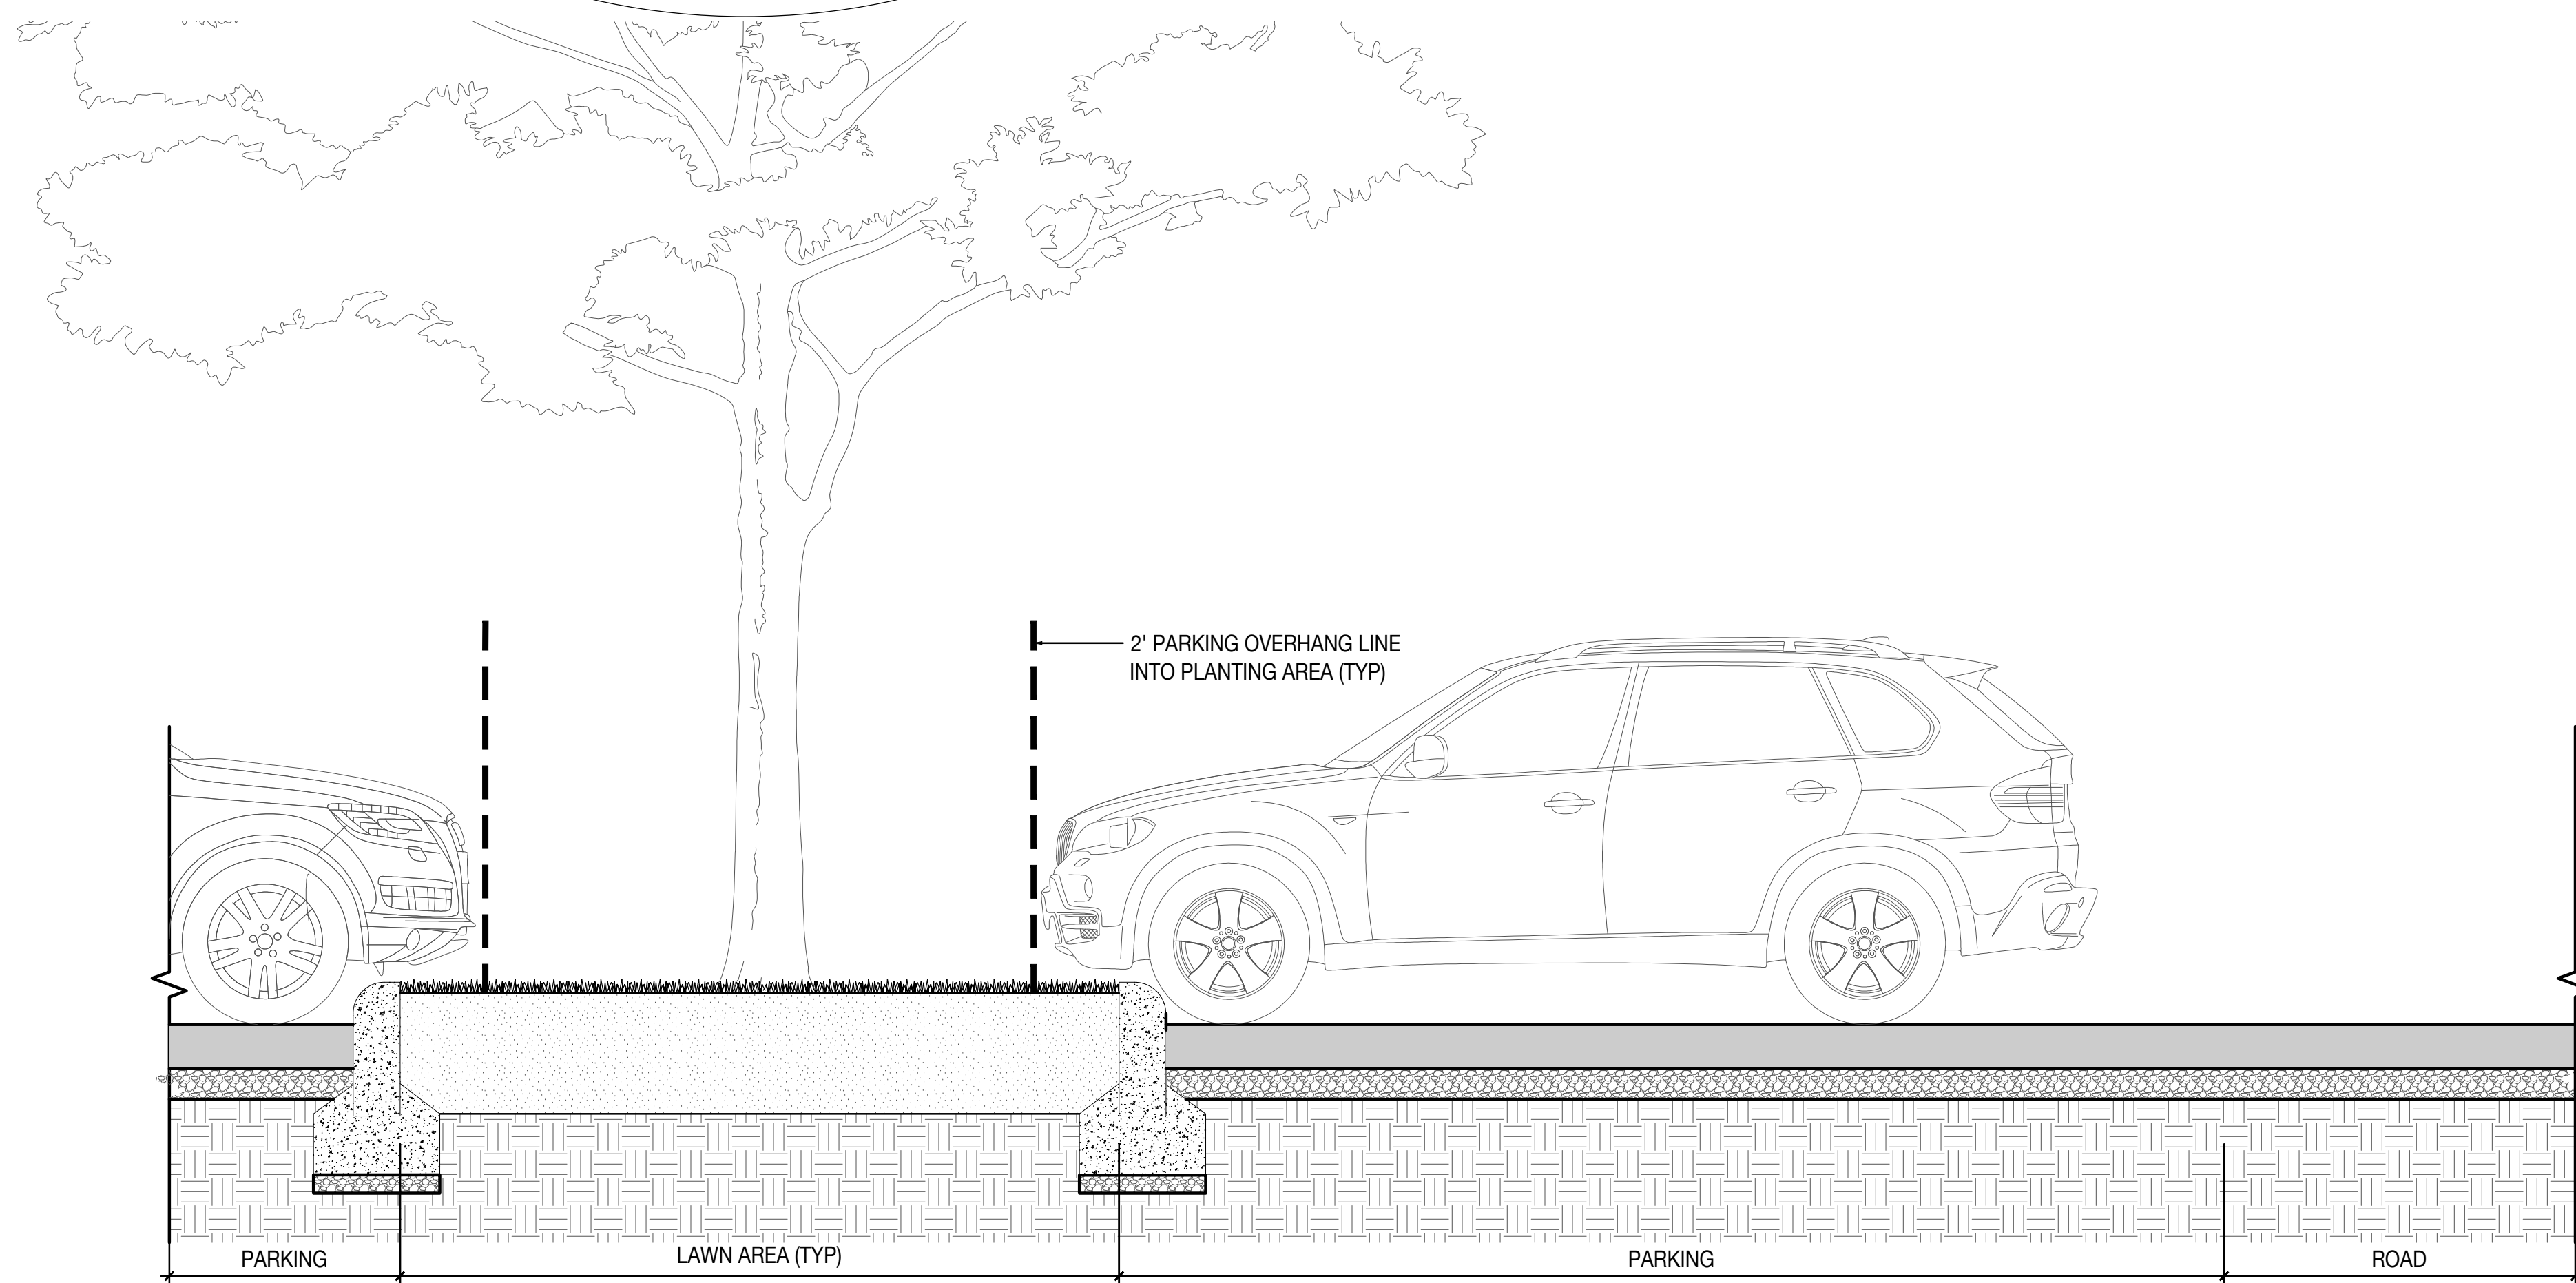 2' PARKING OVERHANG LINE
INTO PLANTING AREA (TYP)
PARKING
LAWN AREA (TYP)
PARKING
ROAD